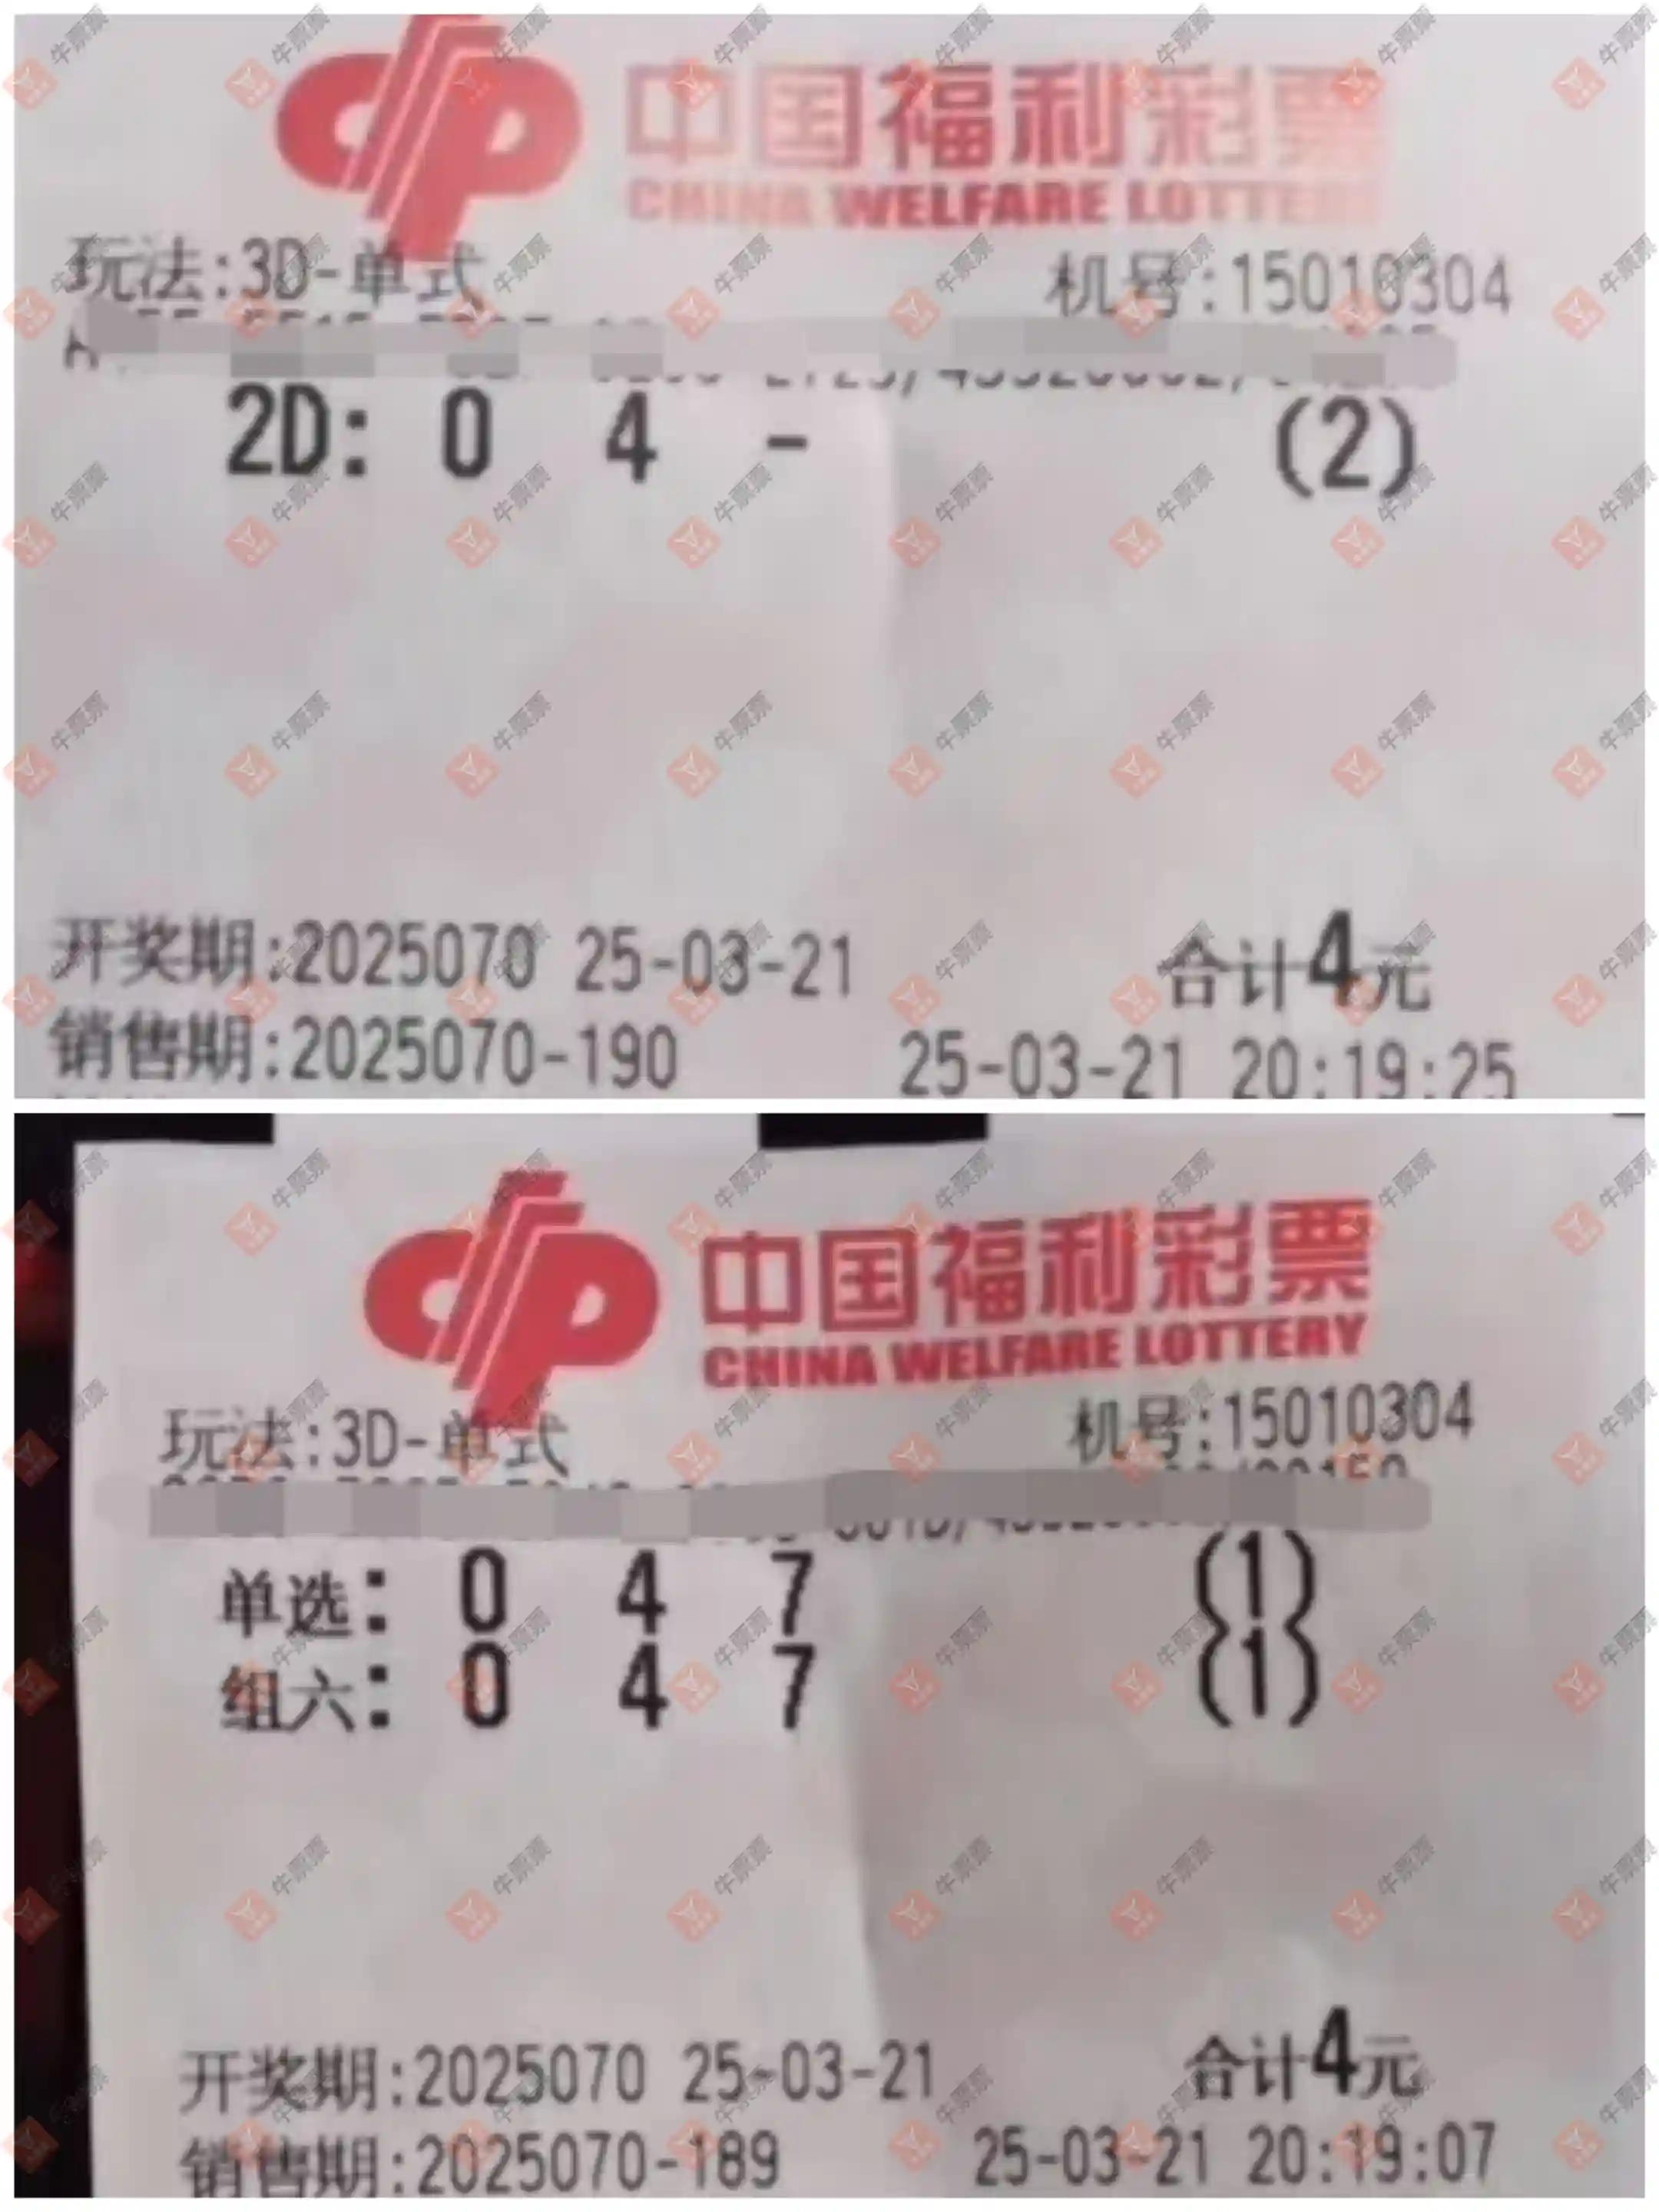 中国福利彩票
CHINA WELFARE LOTTERY
玩法:3D-单式 机号:15010304
2D: 0 4 - (2)
开奖期:2025070 25-03-21 合计4元
销售期:2025070-190 25-03-21 20:19:25
中国福利彩票
CHINA WELFARE LOTTERY
玩法:3D-单式 机号:15010304
单选: 0 4 7 (1)
组六: 0 4 7 (1)
开奖期:2025070 25-03-21 合计4元
销售期:2025070-189 25-03-21 20:19:07
牛票票